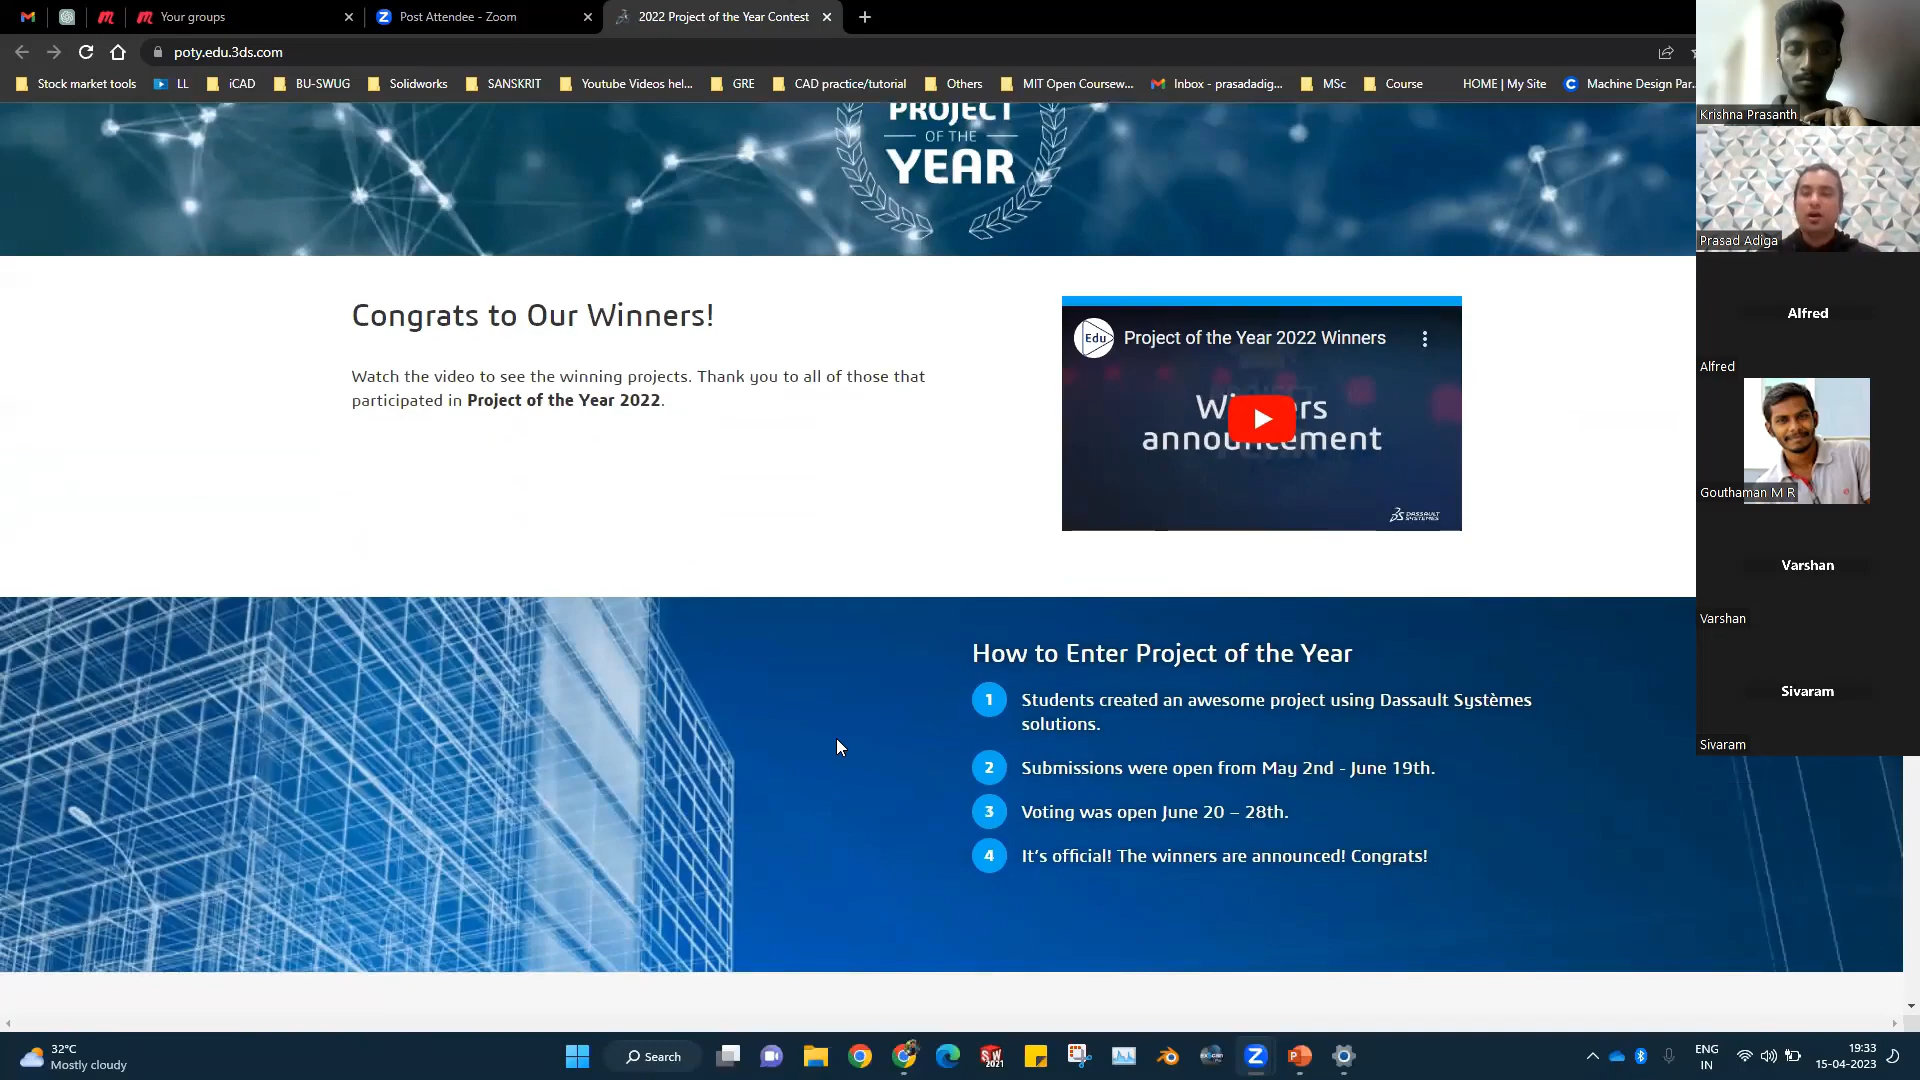 Your groups
Post Attendee - Zoom
2022 Project of the Year Contest
poty.edu.3ds.com
Stock market tools
LL
iCAD
BU-SWUG
Solidworks
SANSKRIT
Youtube Videos hel...
GRE
CAD practice/tutorial
Others
MIT Open Coursew...
Inbox - prasadadig...
MSc
Course
HOME | My Site
Machine Design Par...
PROJECT
OF THE
YEAR
Congrats to Our Winners!
Watch the video to see the winning projects. Thank you to all of those that
participated in Project of the Year 2022.
Edu
Project of the Year 2022 Winners
announcement
DASSAULT
SYSTEMES
How to Enter Project of the Year
1 Students created an awesome project using Dassault Systèmes
solutions.
2 Submissions were open from May 2nd - June 19th.
3 Voting was open June 20 – 28th.
4 It's official! The winners are announced! Congrats!
Krishna Prasanth
Prasad Adiga
Alfred
Alfred
Gouthaman M R
Varshan
Varshan
Sivaram
Sivaram
32°C
Mostly cloudy
Search
SW
2021
ENG
IN
19:33
15-04-2023